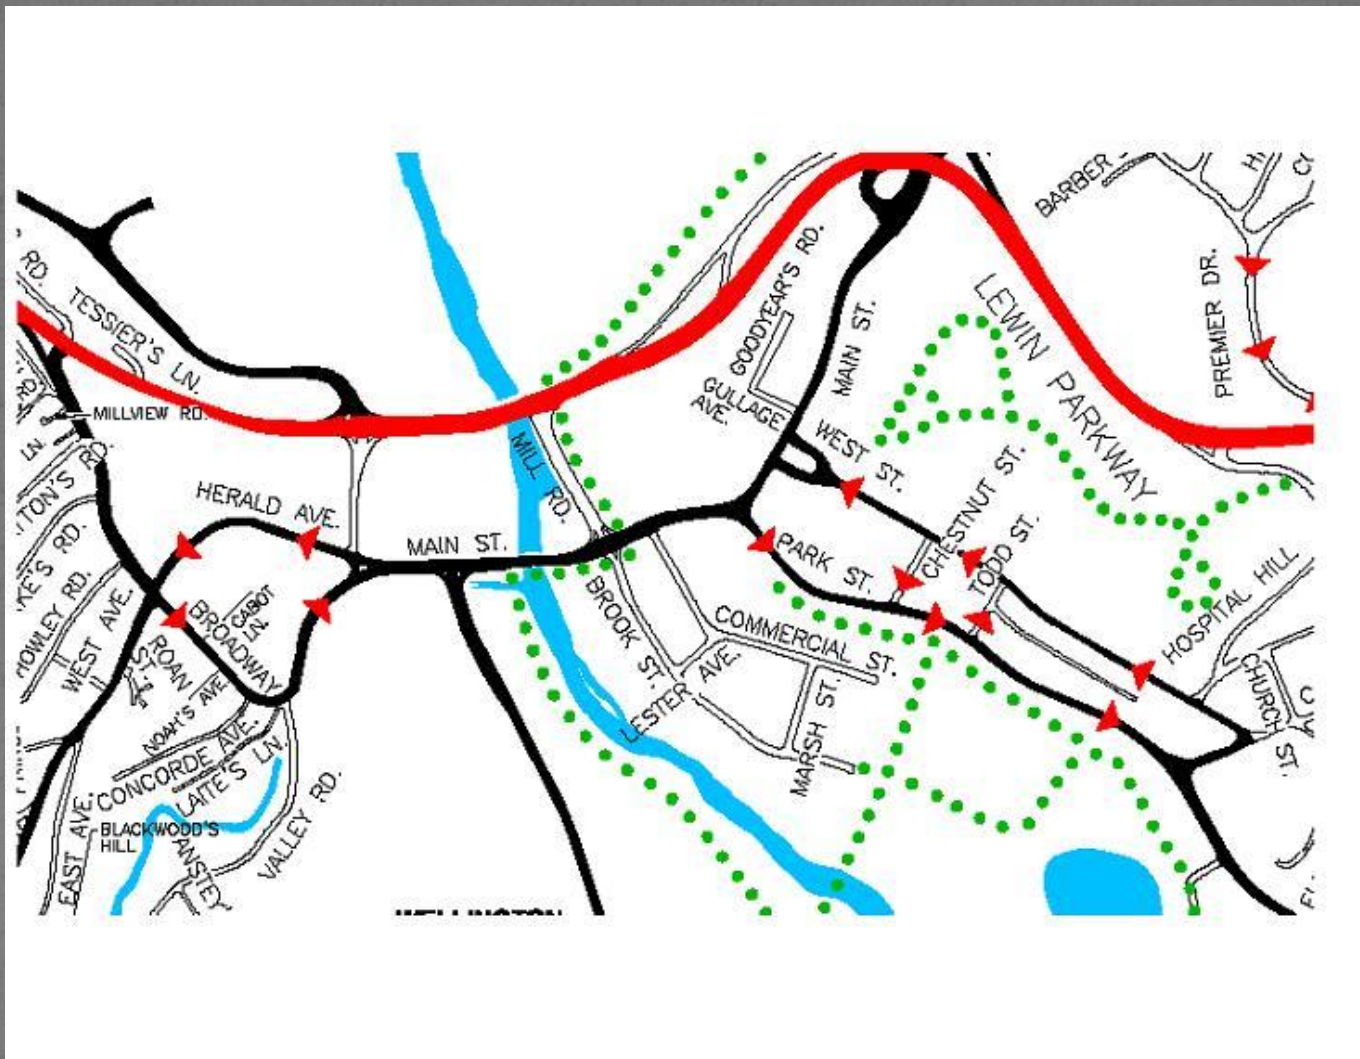 BARBER
PREMIER DR.
RD.
TESSIER'S LN.
MILLVIEW RD.
LN.
RD.
HERALD AVE.
MAIN ST.
MILL RD.
GOODYEAR'S RD.
GULLAGE
AVE.
MAIN ST.
LEWIN PARKWAY
WEST ST.
CHESTNUT ST.
TODD ST.
PARK ST.
HOSPITAL HILL
CHURCH ST.
COMMERCIAL ST.
BROOK ST.
LESTER AVE.
MARSH ST.
HOWLEY RD.
WEST AVE.
BROADWAY
CABOT
LN.
ROAN
ST.
NOAH'S AVE.
CONCORDE AVE.
LAITE'S LN.
VALLEY RD.
EAST AVE.
BLACKWOOD'S
HILL
ANSTEY
WELLINGTON